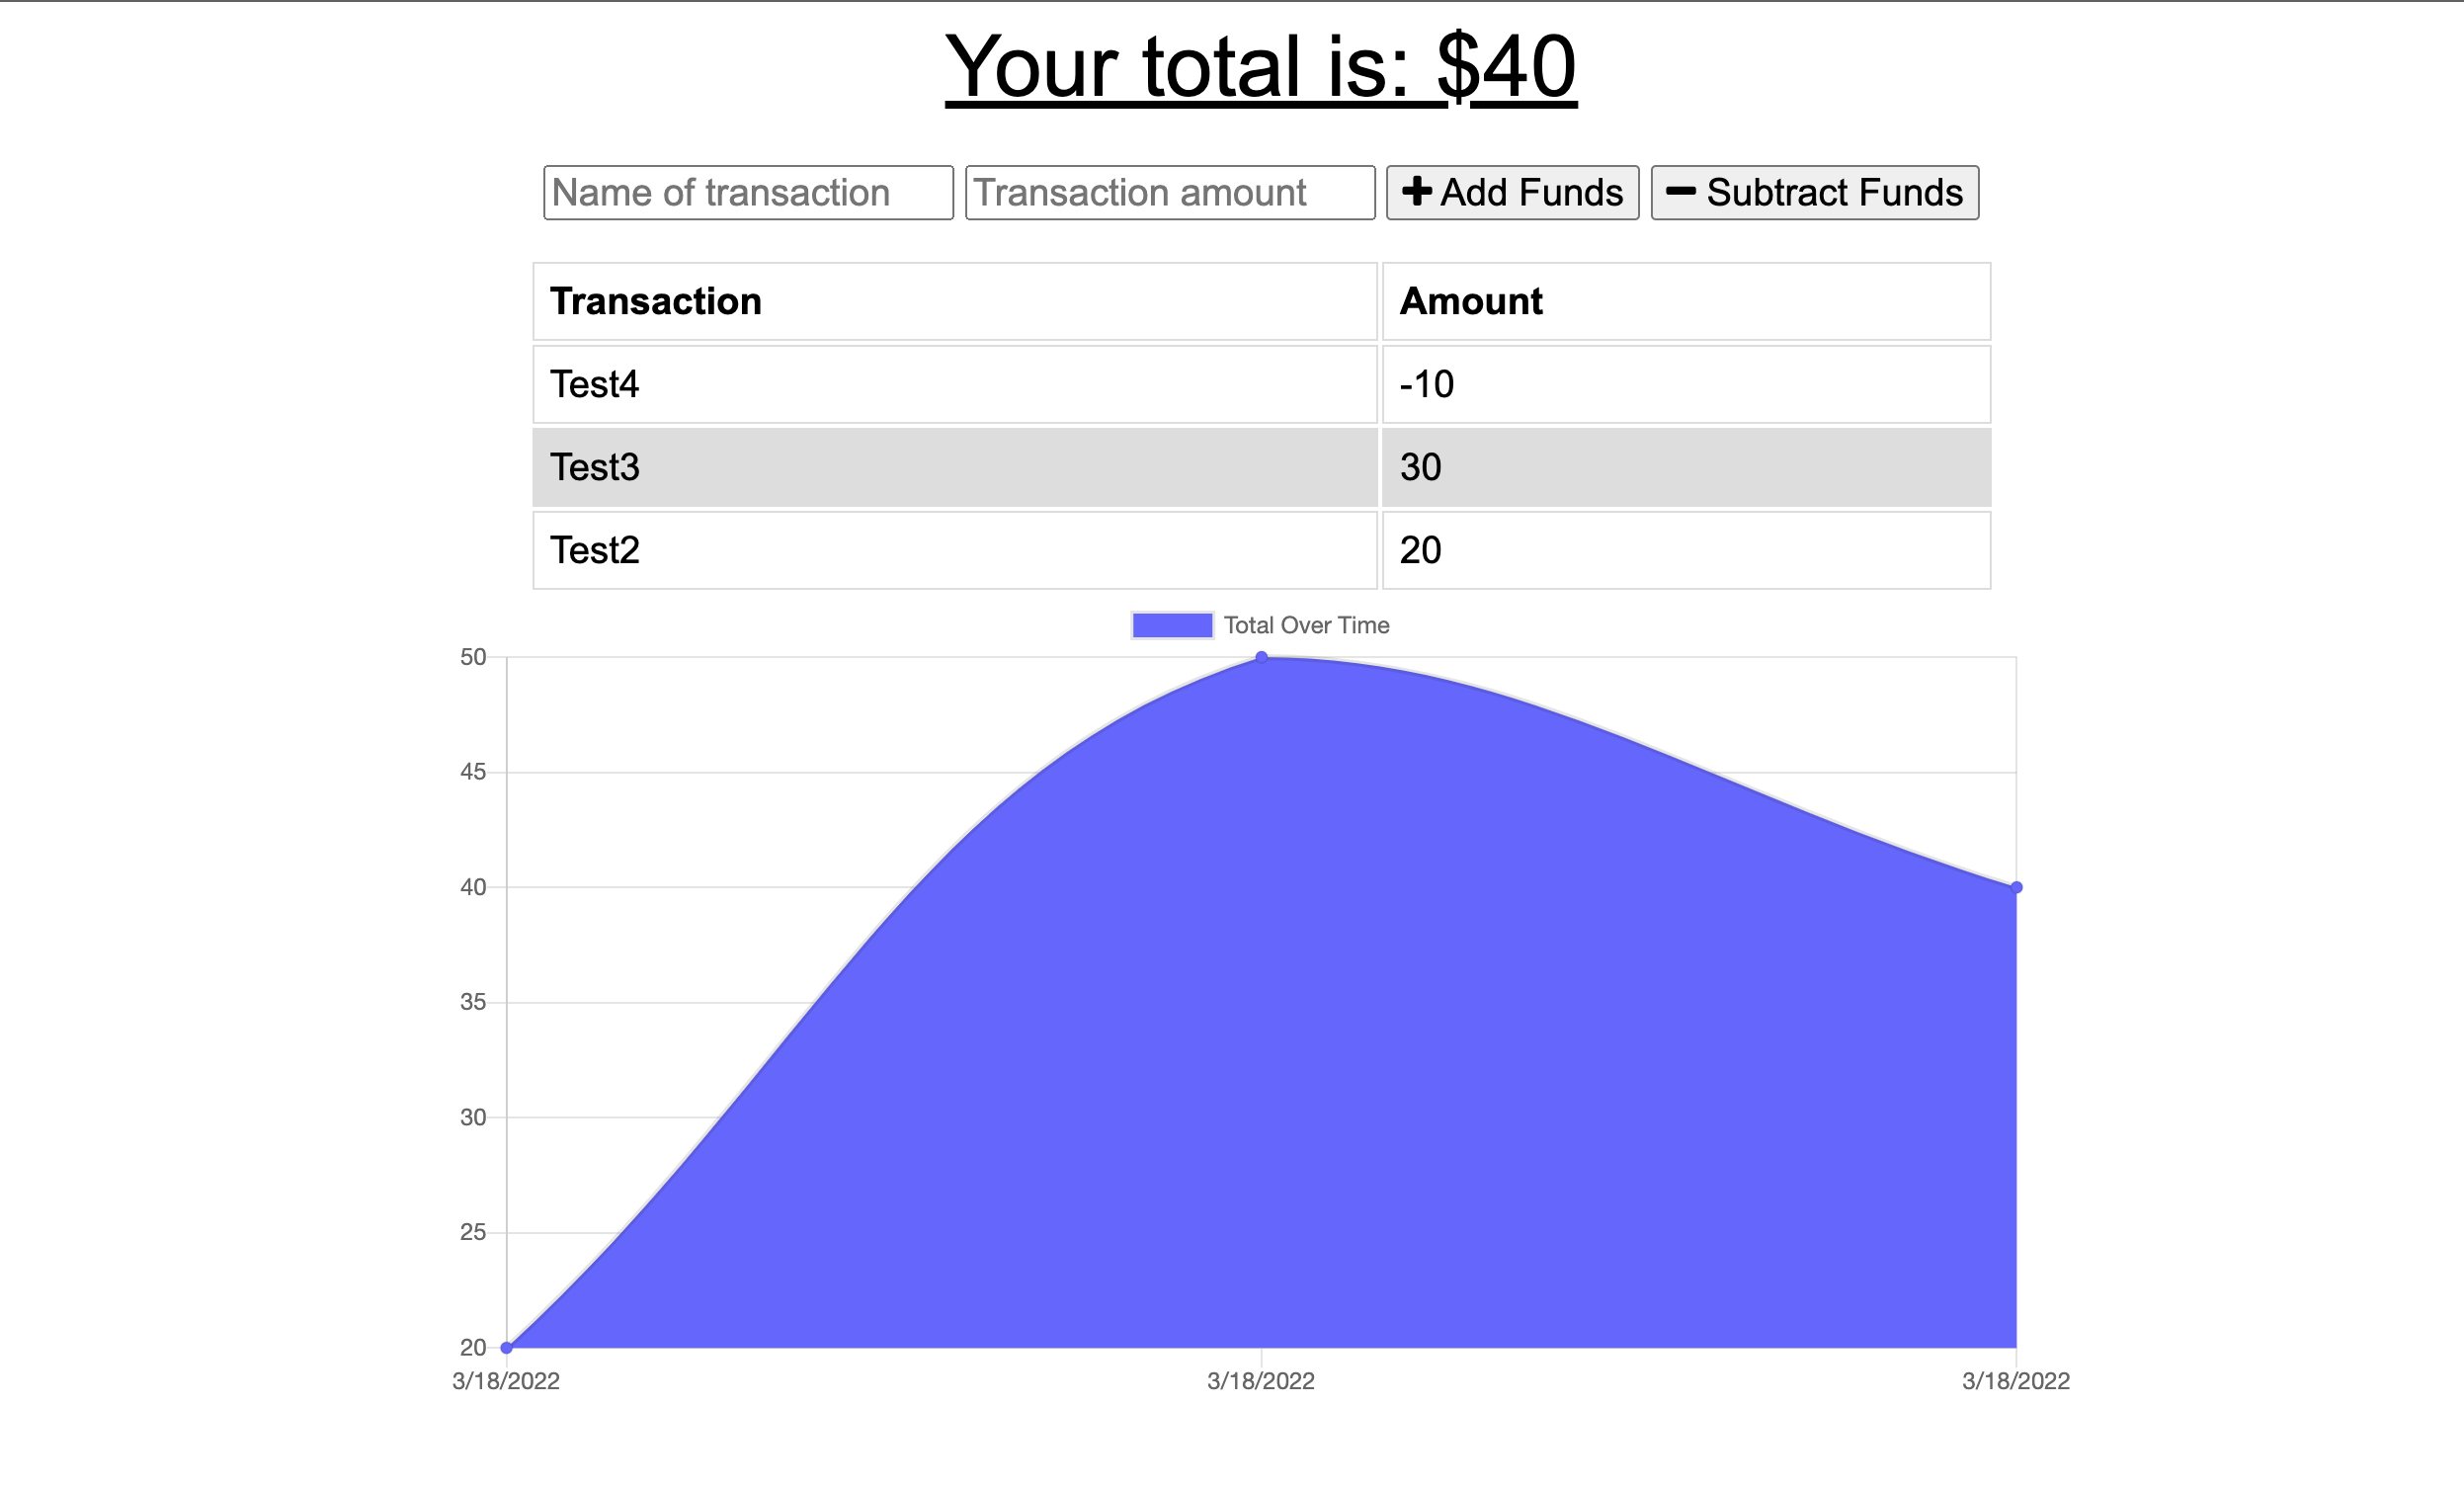 Your total is: $40
Name of transaction Transaction amount Add Funds Subtract Funds
Transaction Amount
Test4 -10
Test3 30
Test2 20
Total Over Time
50
45
40
35
30
25
20
3/18/2022 3/18/2022 3/18/2022